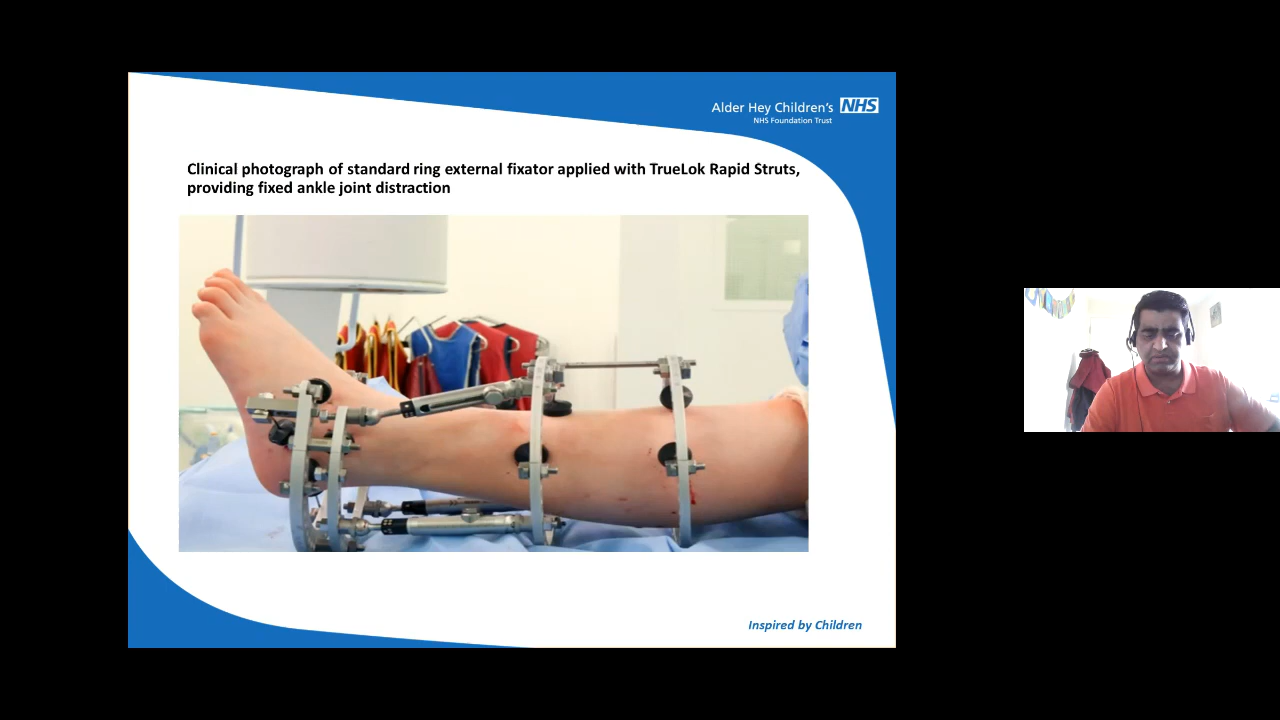 Alder Hey Children's NHS
NHS Foundation Trust
Clinical photograph of standard ring external fixator applied with TrueLok Rapid Struts,
providing fixed ankle joint distraction
Inspired by Children